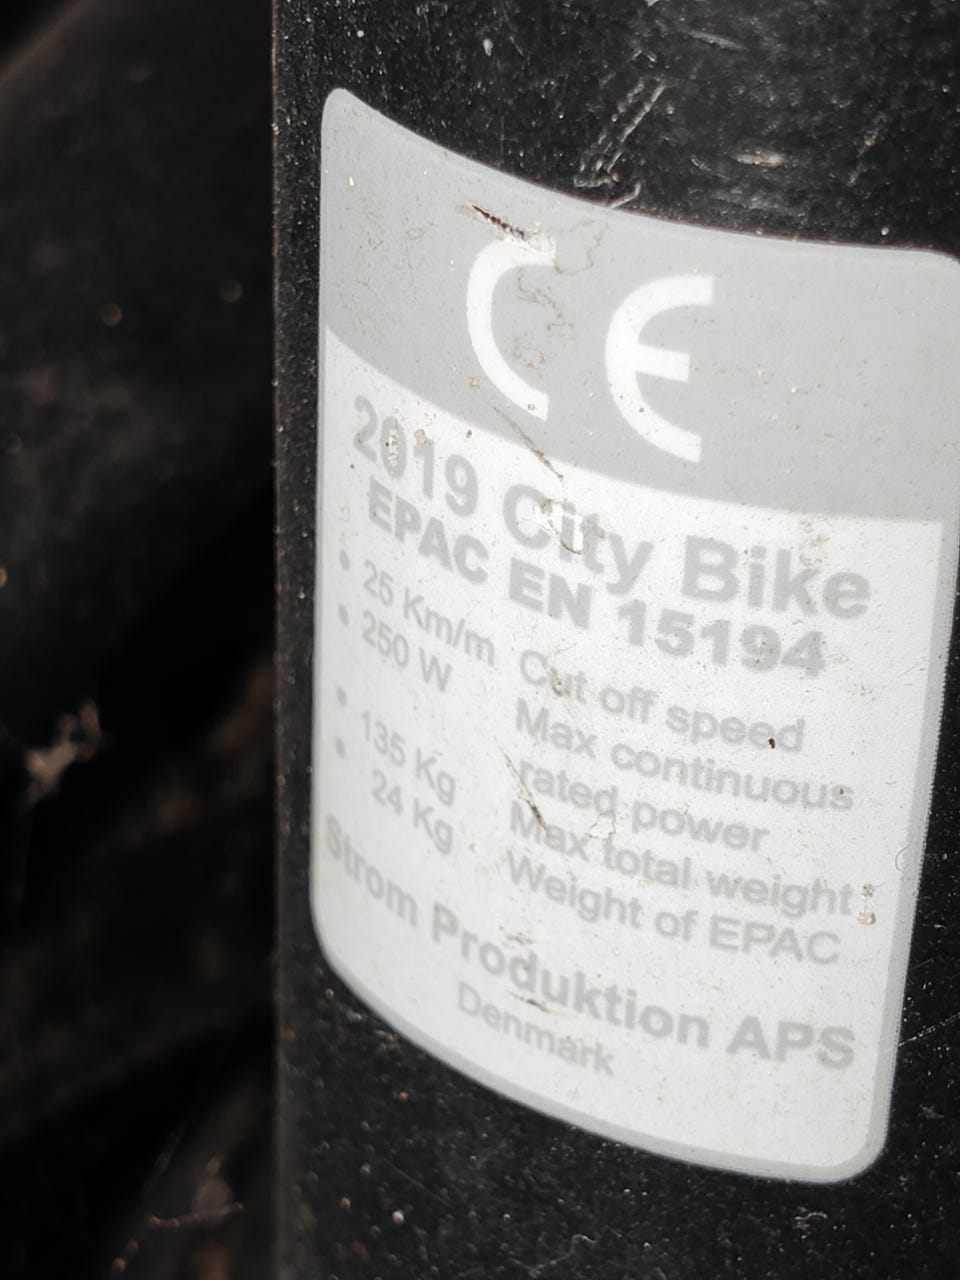 CE
2019 City Bike
EPAC EN 15194
• 25 Km/m Cut off speed
• 250 W Max continuous
rated power
• 135 Kg Max total weight
• 24 Kg Weight of EPAC
Strom Produktion APS
Denmark